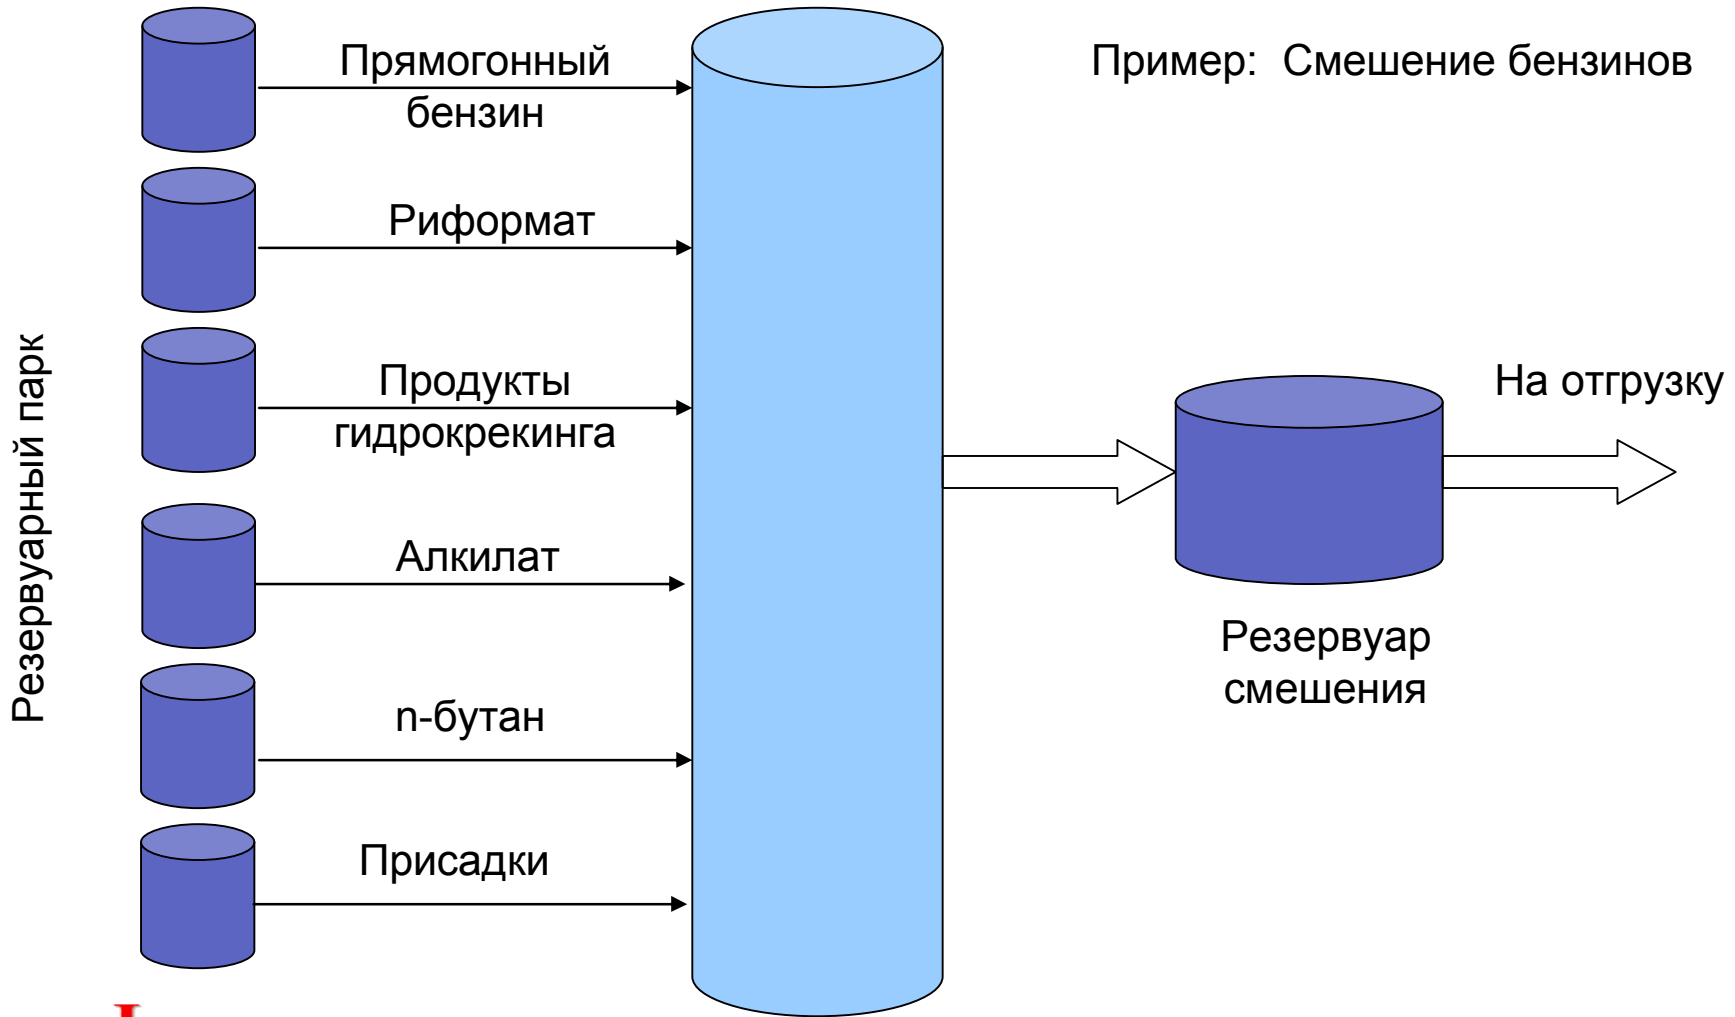 Пример: Смешение бензинов
Резервуарный парк
Прямогонный
бензин
Риформат
Продукты
гидрокрекинга
Алкилат
n-бутан
Присадки
Резервуар
смешения
На отгрузку